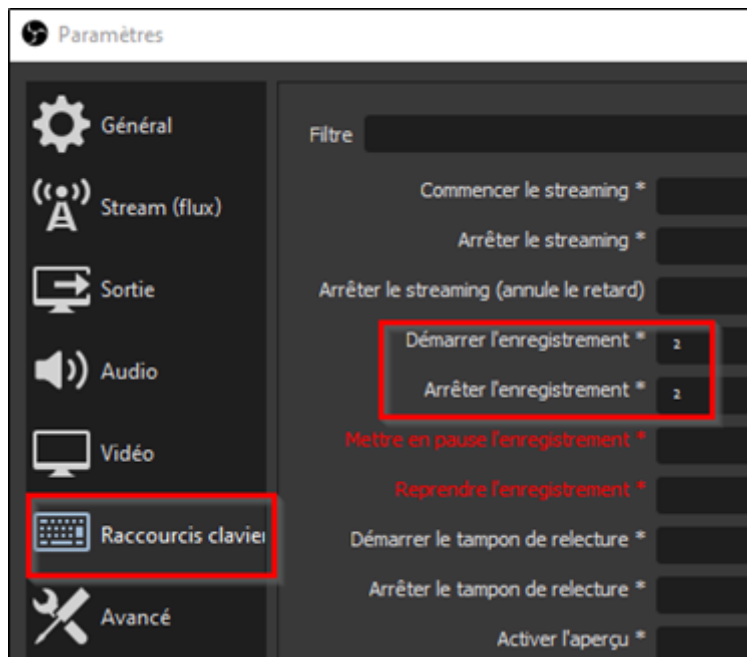 Paramètres
Général
Stream (flux)
Sortie
Audio
Vidéo
Raccourcis clavier
Avancé
Filtre
Commencer le streaming *
Arrêter le streaming *
Arrêter le streaming (annule le retard)
Démarrer l'enregistrement * ²
Arrêter l'enregistrement * ²
Mettre en pause l'enregistrement *
Reprendre l'enregistrement *
Démarrer le tampon de relecture *
Arrêter le tampon de relecture *
Activer l'aperçu *